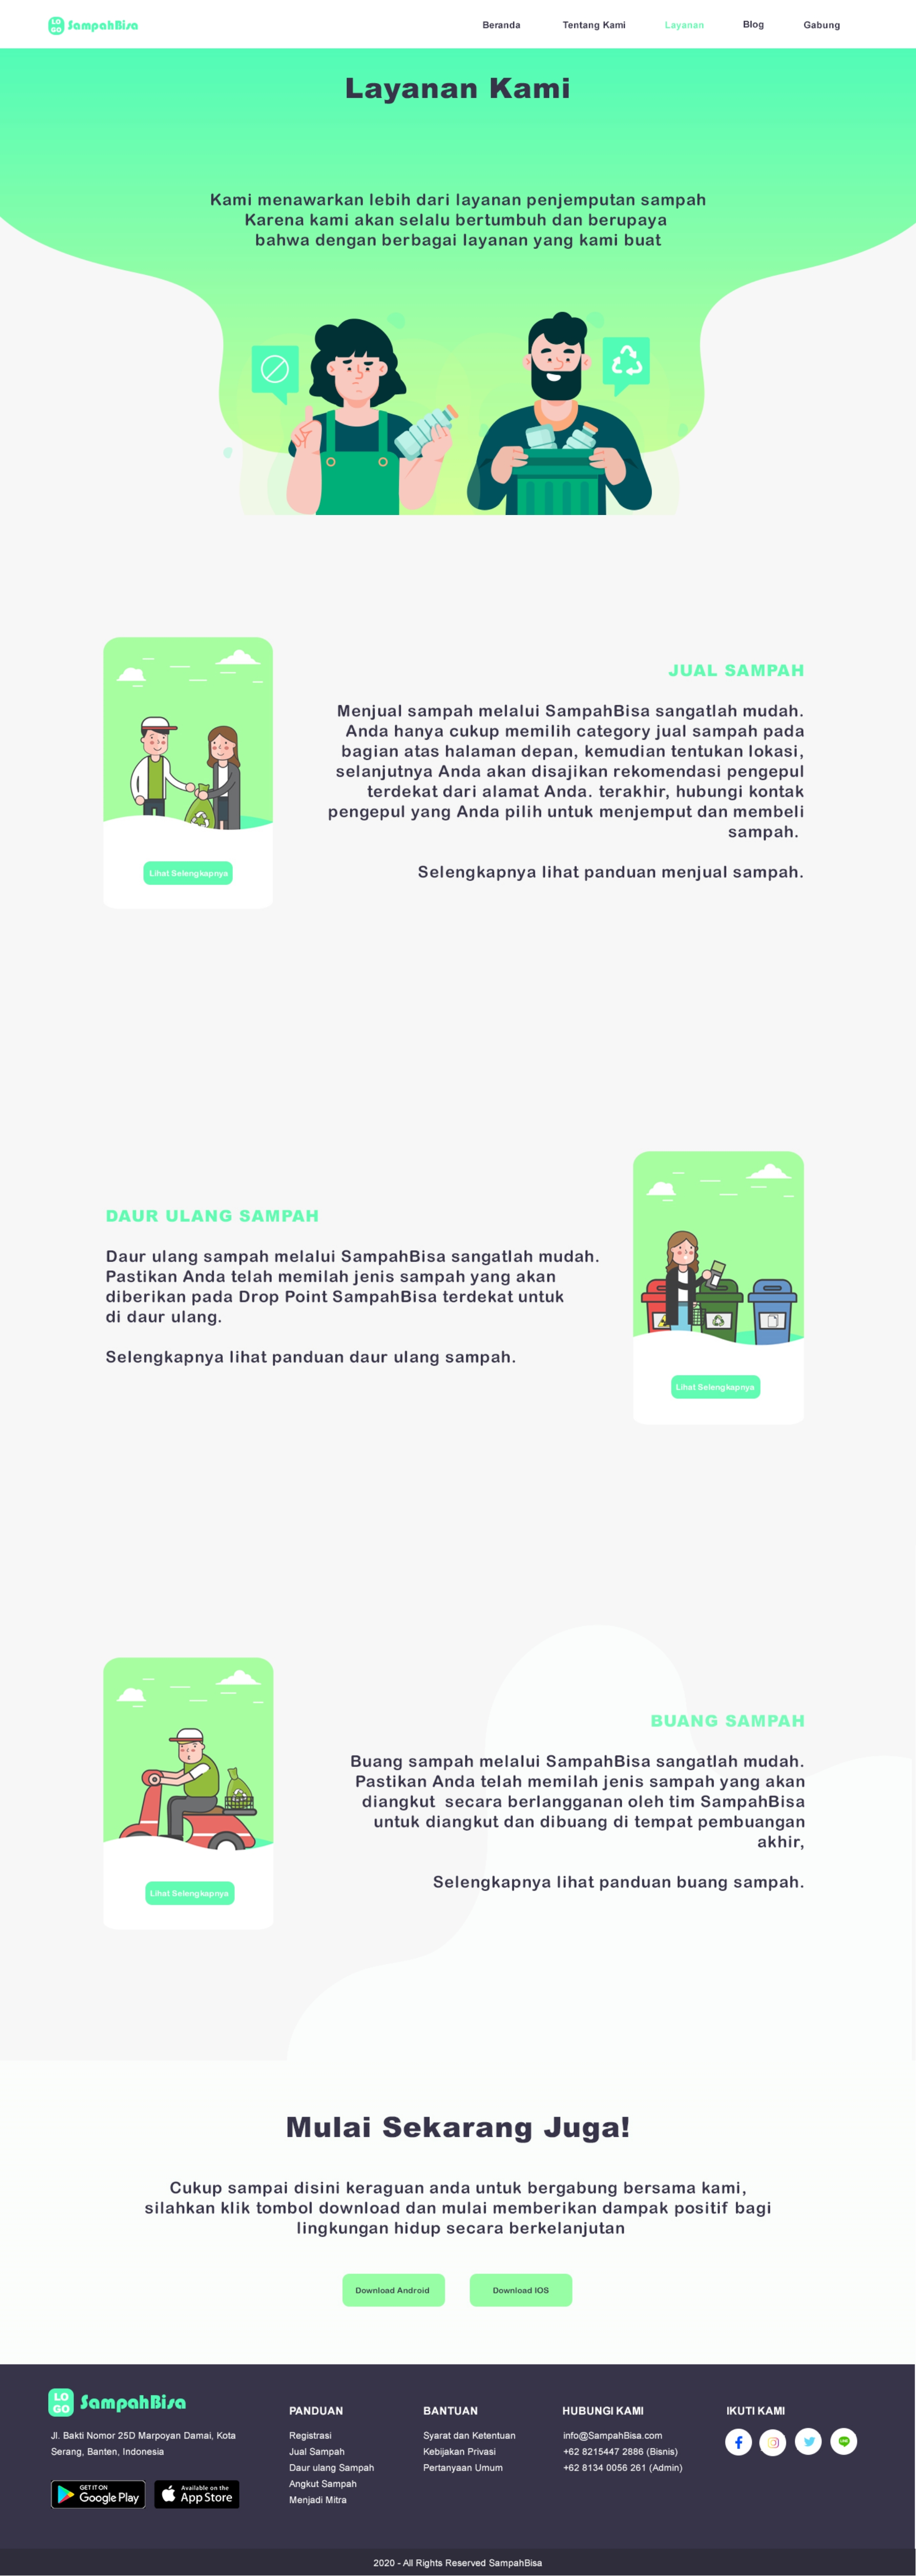 LO
GO
SampahBisa
Beranda
Tentang Kami
Layanan
Blog
Gabung
Layanan Kami
Kami menawarkan lebih dari layanan penjemputan sampah
Karena kami akan selalu bertumbuh dan berupaya
bahwa dengan berbagai layanan yang kami buat
JUAL SAMPAH
Menjual sampah melalui SampahBisa sangatlah mudah.
Anda hanya cukup memilih category jual sampah pada
bagian atas halaman depan, kemudian tentukan lokasi,
selanjutnya Anda akan disajikan rekomendasi pengepul
terdekat dari alamat Anda. terakhir, hubungi kontak
pengepul yang Anda pilih untuk menjemput dan membeli
sampah.
Selengkapnya lihat panduan menjual sampah.
Lihat Selengkapnya
DAUR ULANG SAMPAH
Daur ulang sampah melalui SampahBisa sangatlah mudah.
Pastikan Anda telah memilah jenis sampah yang akan
diberikan pada Drop Point SampahBisa terdekat untuk
di daur ulang.
Selengkapnya lihat panduan daur ulang sampah.
Lihat Selengkapnya
BUANG SAMPAH
Buang sampah melalui SampahBisa sangatlah mudah.
Pastikan Anda telah memilah jenis sampah yang akan
diangkut secara berlangganan oleh tim SampahBisa
untuk diangkut dan dibuang di tempat pembuangan
akhir,
Selengkapnya lihat panduan buang sampah.
Lihat Selengkapnya
Mulai Sekarang Juga!
Cukup sampai disini keraguan anda untuk bergabung bersama kami,
silahkan klik tombol download dan mulai memberikan dampak positif bagi
lingkungan hidup secara berkelanjutan
Download Android
Download IOS
LO
GO
SampahBisa
Jl. Bakti Nomor 25D Marpoyan Damai, Kota
Serang, Banten, Indonesia
GET IT ON
Google Play
Available on the
App Store
PANDUAN
Registrasi
Jual Sampah
Daur ulang Sampah
Angkut Sampah
Menjadi Mitra
BANTUAN
Syarat dan Ketentuan
Kebijakan Privasi
Pertanyaan Umum
HUBUNGI KAMI
info@SampahBisa.com
+62 8215447 2886 (Bisnis)
+62 8134 0056 261 (Admin)
IKUTI KAMI
2020 - All Rights Reserved SampahBisa